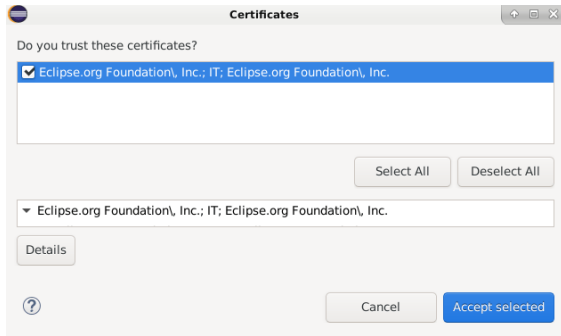 Certificates
Do you trust these certificates?
Eclipse.org Foundation\, Inc.; IT; Eclipse.org Foundation\, Inc.
Select All
Deselect All
Eclipse.org Foundation\, Inc.; IT; Eclipse.org Foundation\, Inc.
Details
?
Cancel
Accept selected